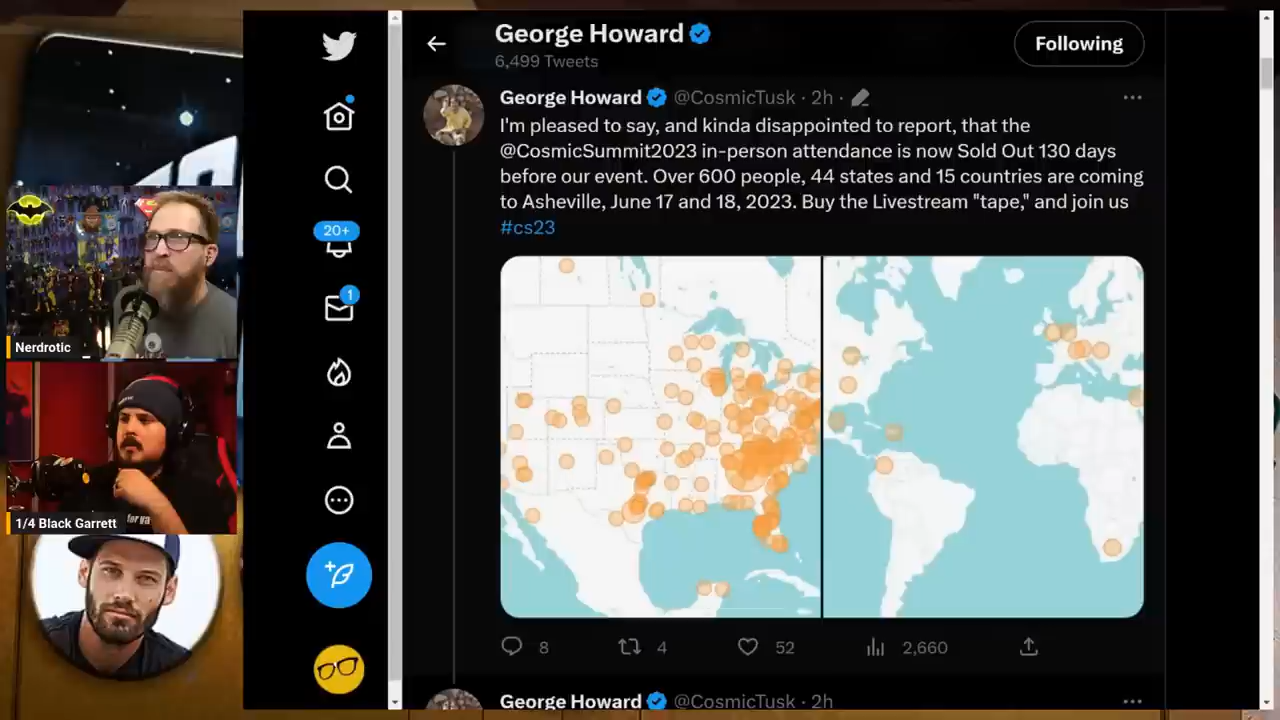 George Howard
6,499 Tweets
Following
George Howard @CosmicTusk · 2h ·
I'm pleased to say, and kinda disappointed to report, that the
@CosmicSummit2023 in-person attendance is now Sold Out 130 days
before our event. Over 600 people, 44 states and 15 countries are coming
to Asheville, June 17 and 18, 2023. Buy the Livestream "tape," and join us
#cs23
20+
1
Nerdrotic
1/4 Black Garrett
8
4
52
2,660
George Howard @CosmicTusk · 2h